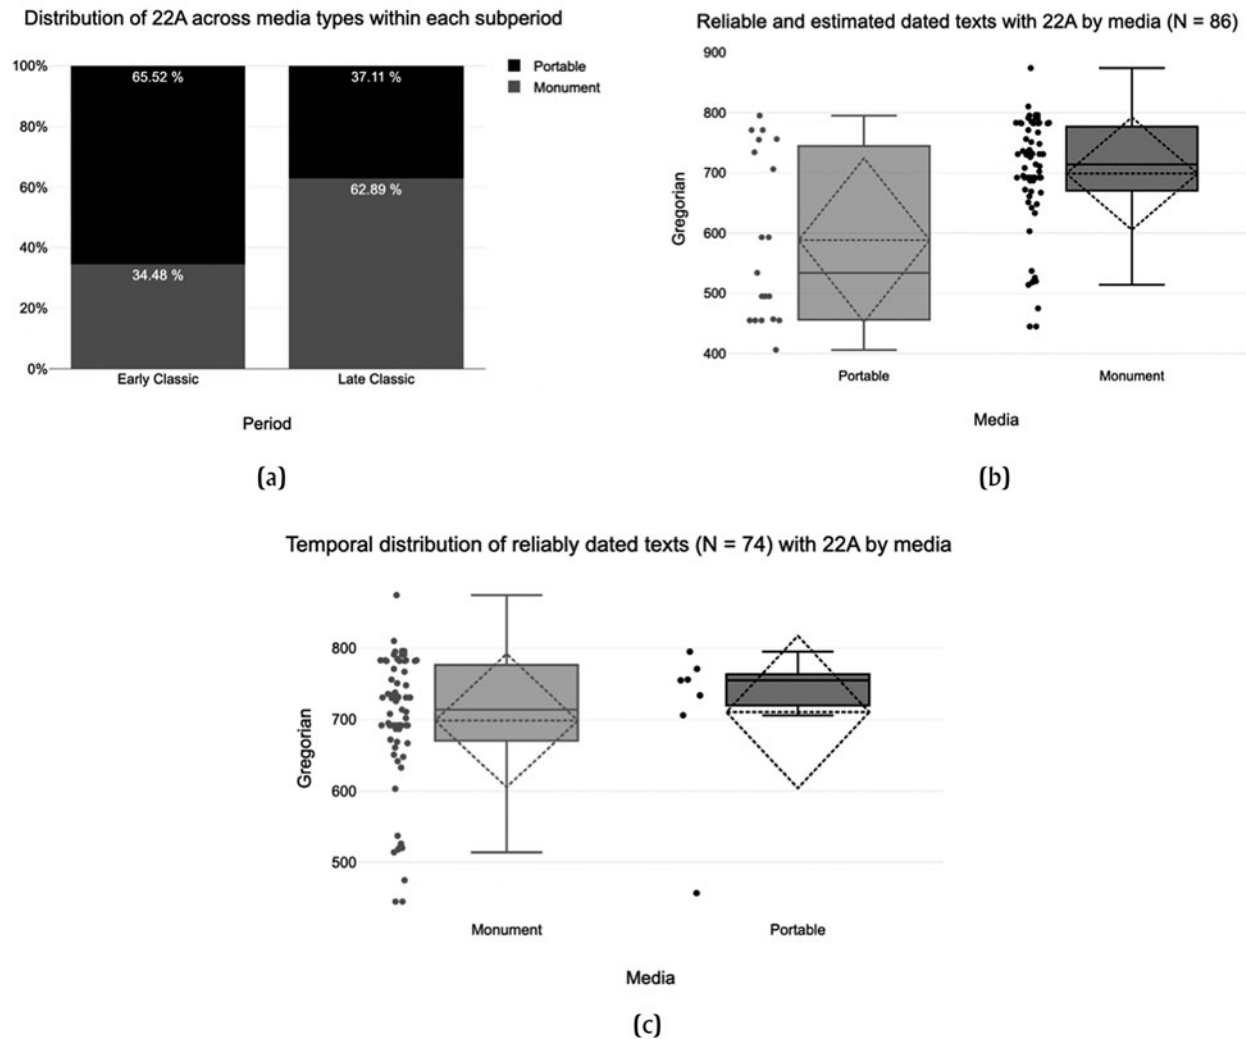 Distribution of 22A across media types within each subperiod
100%
80%
60%
40%
20%
0%
65.52 %
37.11 %
62.89 %
34.48 %
Early Classic
Late Classic
Period
Portable
Monument
(a)
Reliable and estimated dated texts with 22A by media (N = 86)
900
800
700
600
500
400
Gregorian
Portable
Monument
Media
(b)
Temporal distribution of reliably dated texts (N = 74) with 22A by media
800
700
600
500
Gregorian
Monument
Portable
Media
(c)